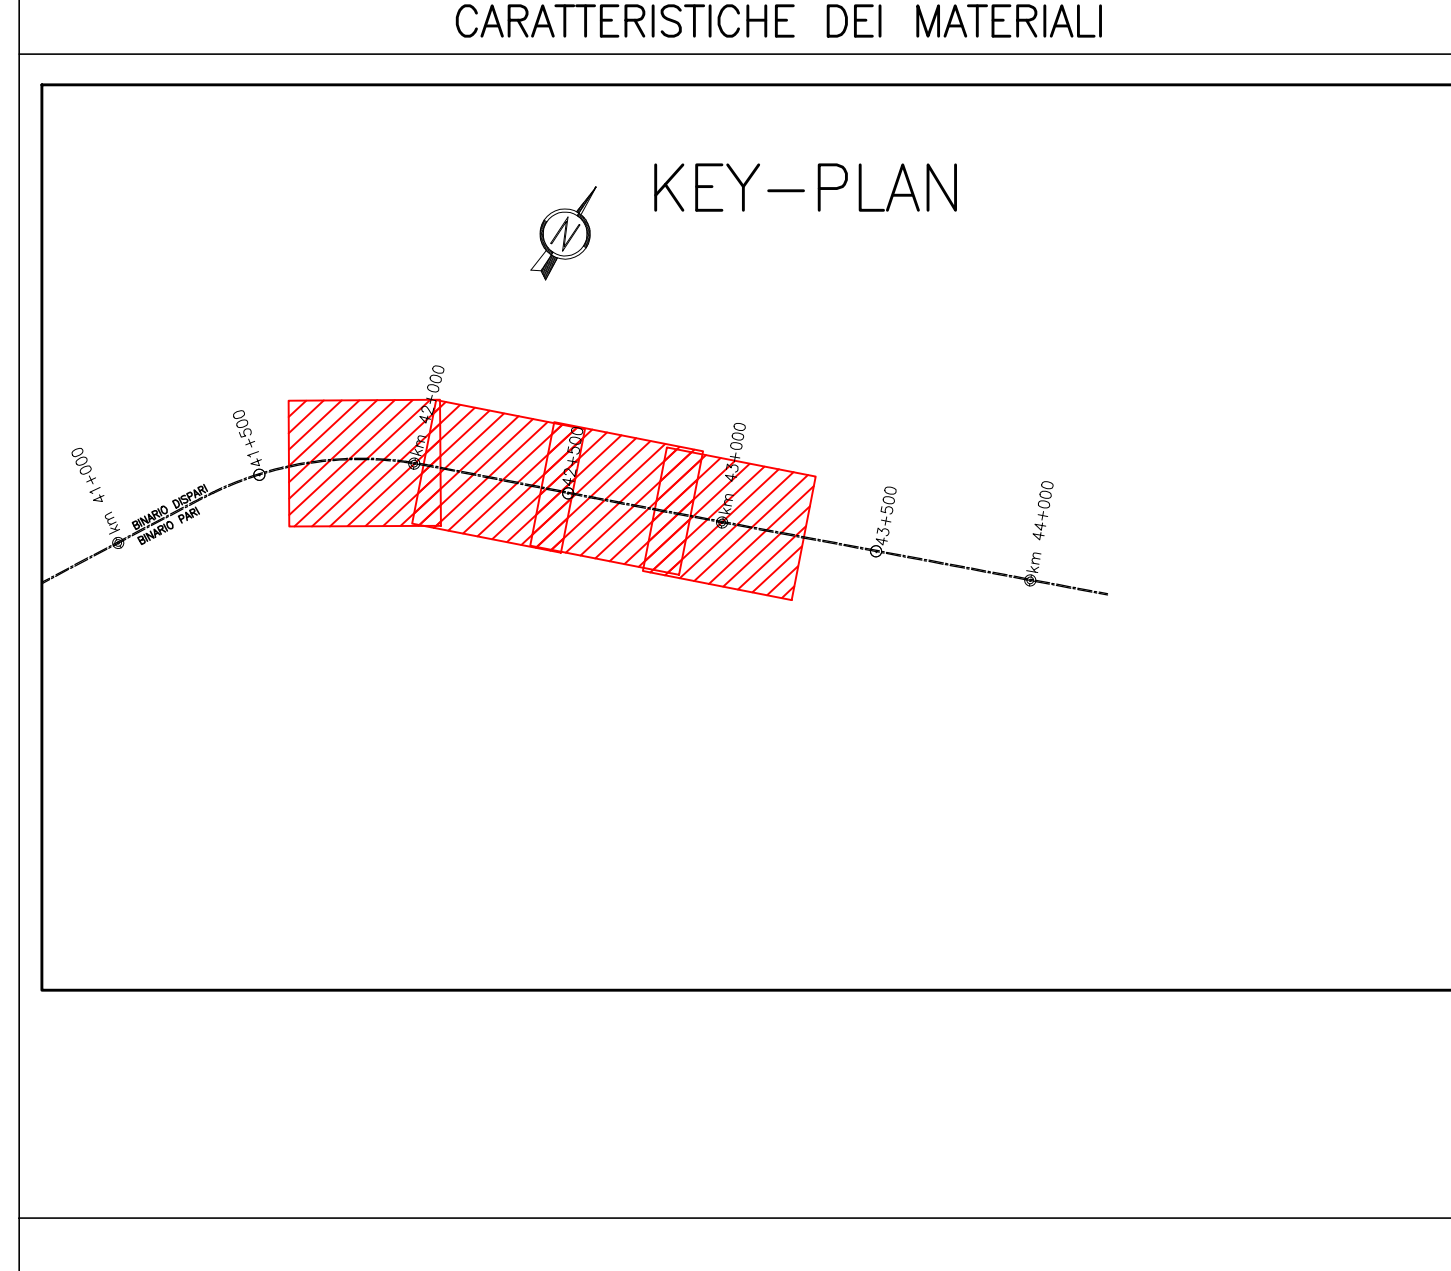 CARATTERISTICHE DEI MATERIALI
KEY-PLAN
N
km 41+000
BINARIO DISPARI
BINARIO PARI
41+500
km 42+000
42+500
km 43+000
43+500
km 44+000